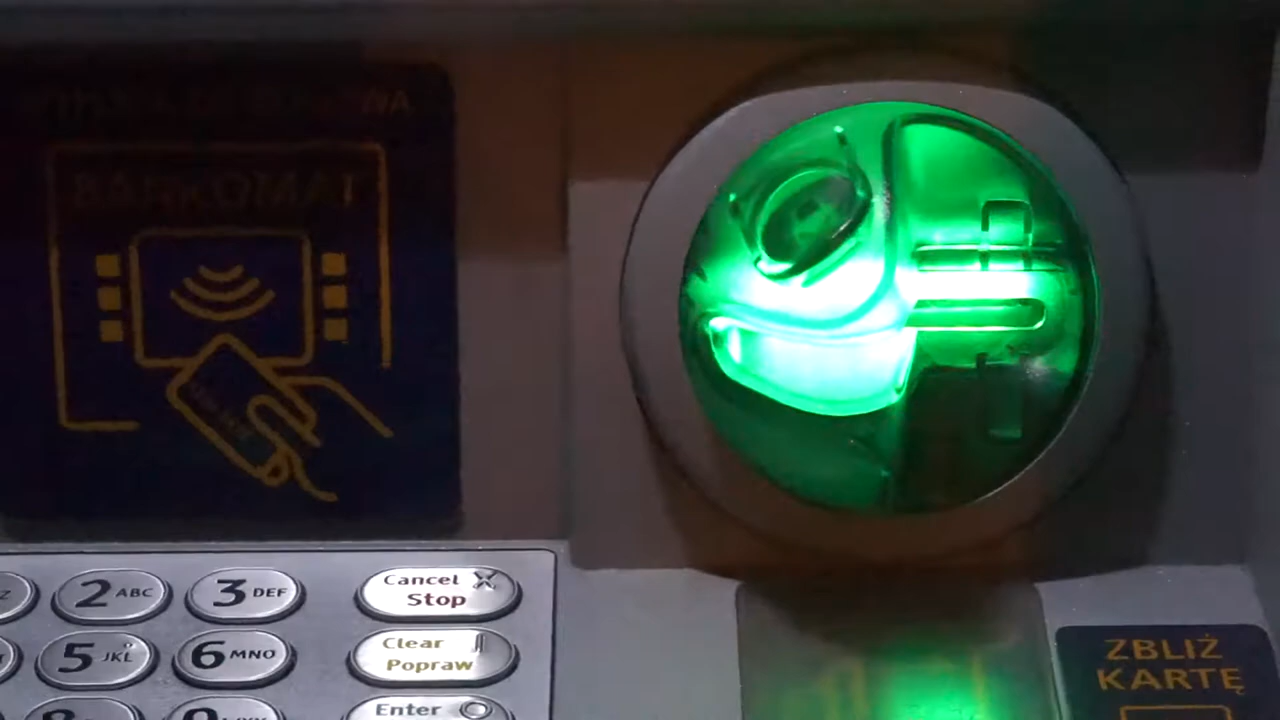 BANKOMAT
2 ABC
3 DEF
Cancel
Stop
5 JKL
6 MNO
Clear
Popraw
Enter
ZBLIŻ
KARTĘ